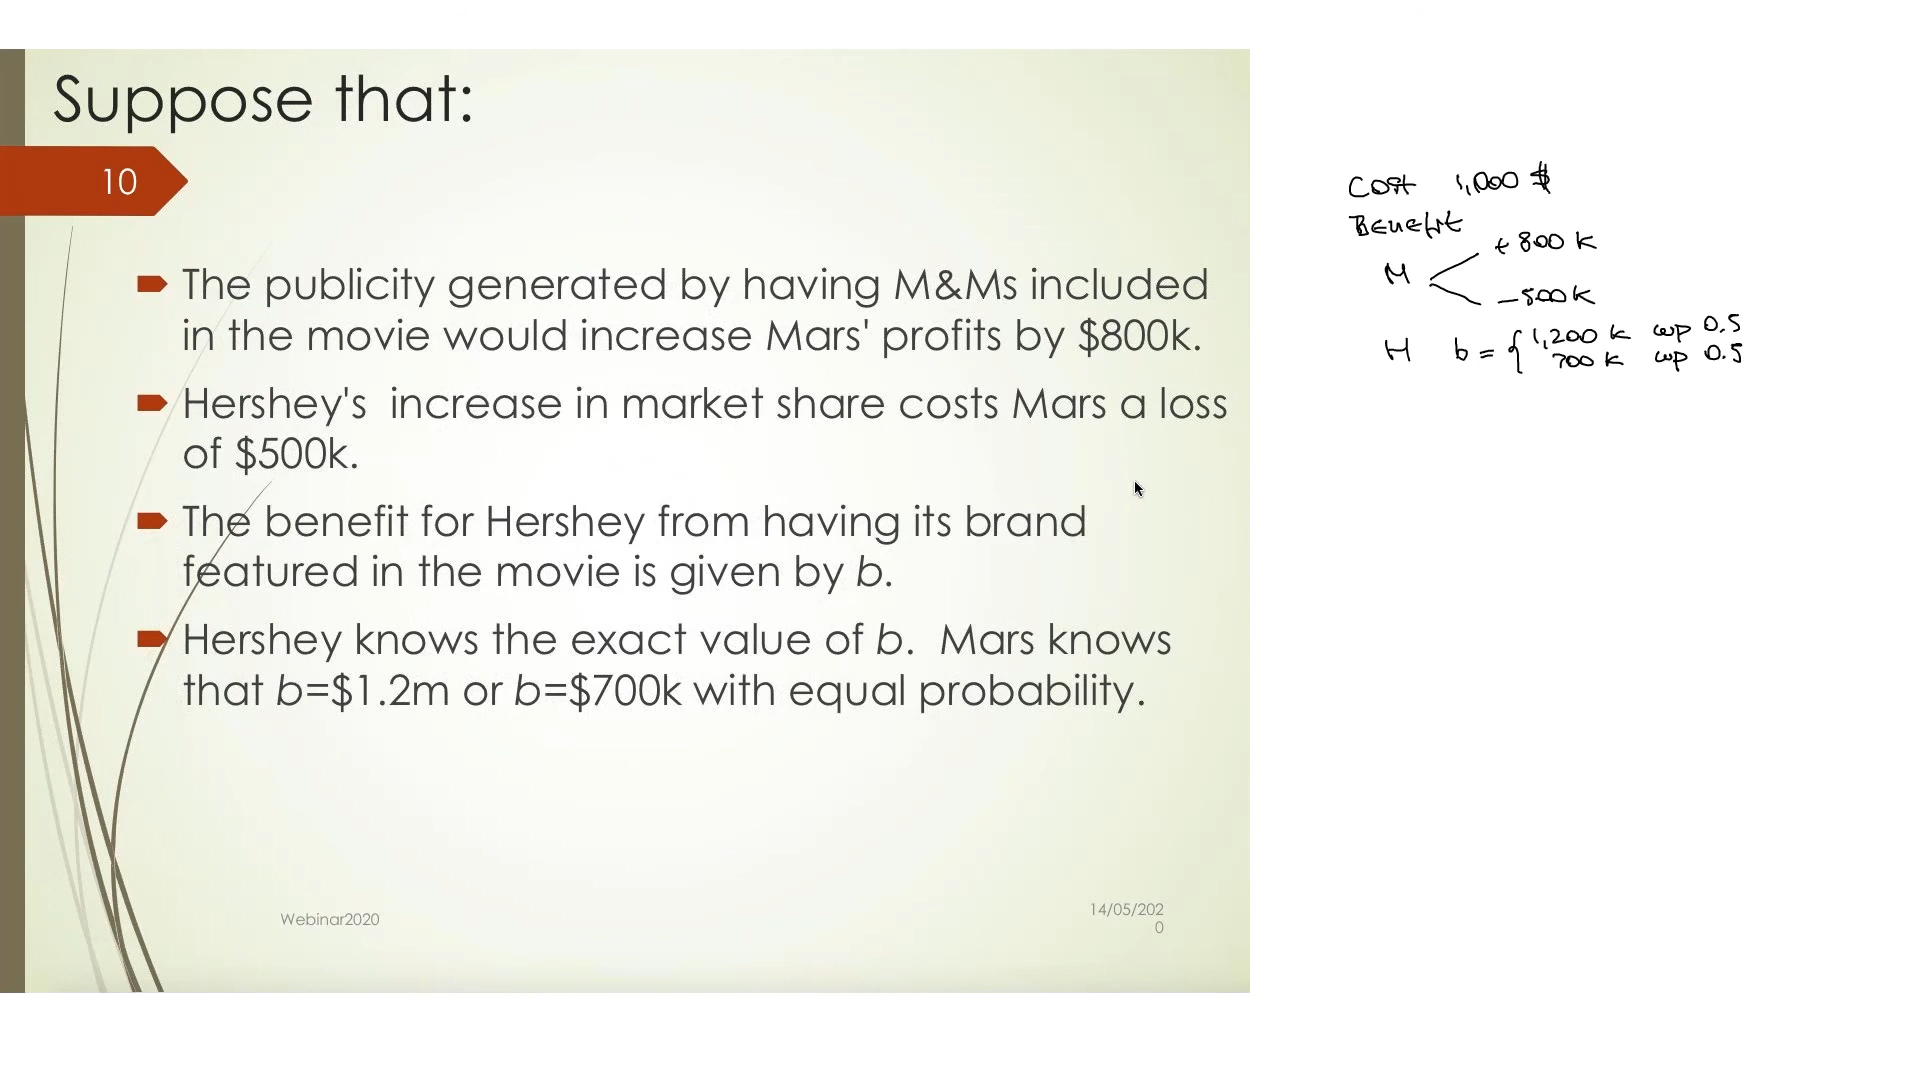 Suppose that:
10
The publicity generated by having M&Ms included
in the movie would increase Mars' profits by $800k.
Hershey's increase in market share costs Mars a loss
of $500k.
The benefit for Hershey from having its brand
featured in the movie is given by b.
Hershey knows the exact value of b. Mars knows
that b=$1.2m or b=$700k with equal probability.
Webinar2020
14/05/202
0
Cost 1,000 $
Benefit
+ 800 k
M
- 500 k
H b = { 1,200 k wp 0.5
700 k wp 0.5